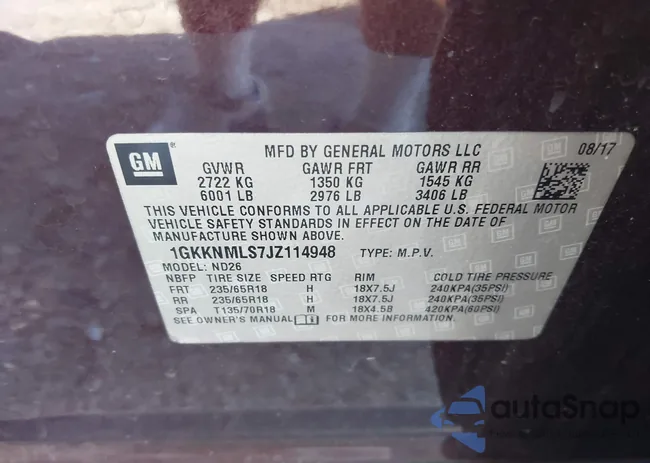 GM
MFD BY GENERAL MOTORS LLC 08/17
GVWR GAWR FRT GAWR RR
2722 KG 1350 KG 1545 KG
6001 LB 2976 LB 3406 LB
THIS VEHICLE CONFORMS TO ALL APPLICABLE U.S. FEDERAL MOTOR
VEHICLE SAFETY STANDARDS IN EFFECT ON THE DATE OF
MANUFACTURE SHOWN ABOVE.
1GKKNMLS7JZ114948 TYPE: M.P.V.
MODEL: ND26
NBFP TIRE SIZE SPEED RTG RIM COLD TIRE PRESSURE
FRT 235/65R18 H 18X7.5J 240KPA(35PSI)
RR 235/65R18 H 18X7.5J 240KPA(35PSI)
SPA T135/70R18 M 18X4.5B 420KPA(60PSI)
SEE OWNER'S MANUAL FOR MORE INFORMATION.
autoSnap